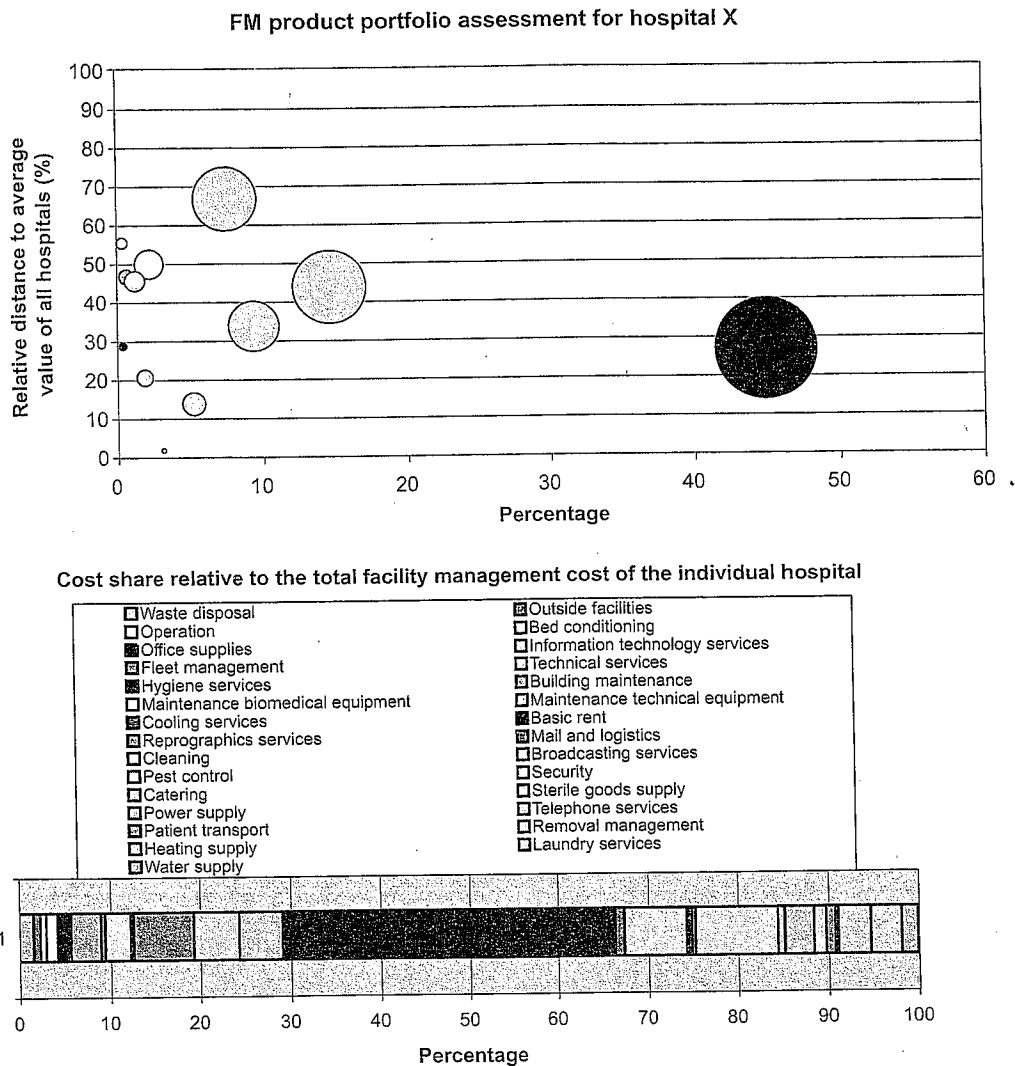 FM product portfolio assessment for hospital X
Relative distance to average
value of all hospitals (%)
100
90
80
70
60
50
40
30
20
10
0
0 10 20 30 40 50 60
Percentage
Cost share relative to the total facility management cost of the individual hospital
Waste disposal
Operation
Office supplies
Fleet management
Hygiene services
Maintenance biomedical equipment
Cooling services
Reprographics services
Cleaning
Pest control
Catering
Power supply
Patient transport
Heating supply
Water supply
Outside facilities
Bed conditioning
Information technology services
Technical services
Building maintenance
Maintenance technical equipment
Basic rent
Mail and logistics
Broadcasting services
Security
Sterile goods supply
Telephone services
Removal management
Laundry services
1
0 10 20 30 40 50 60 70 80 90 100
Percentage